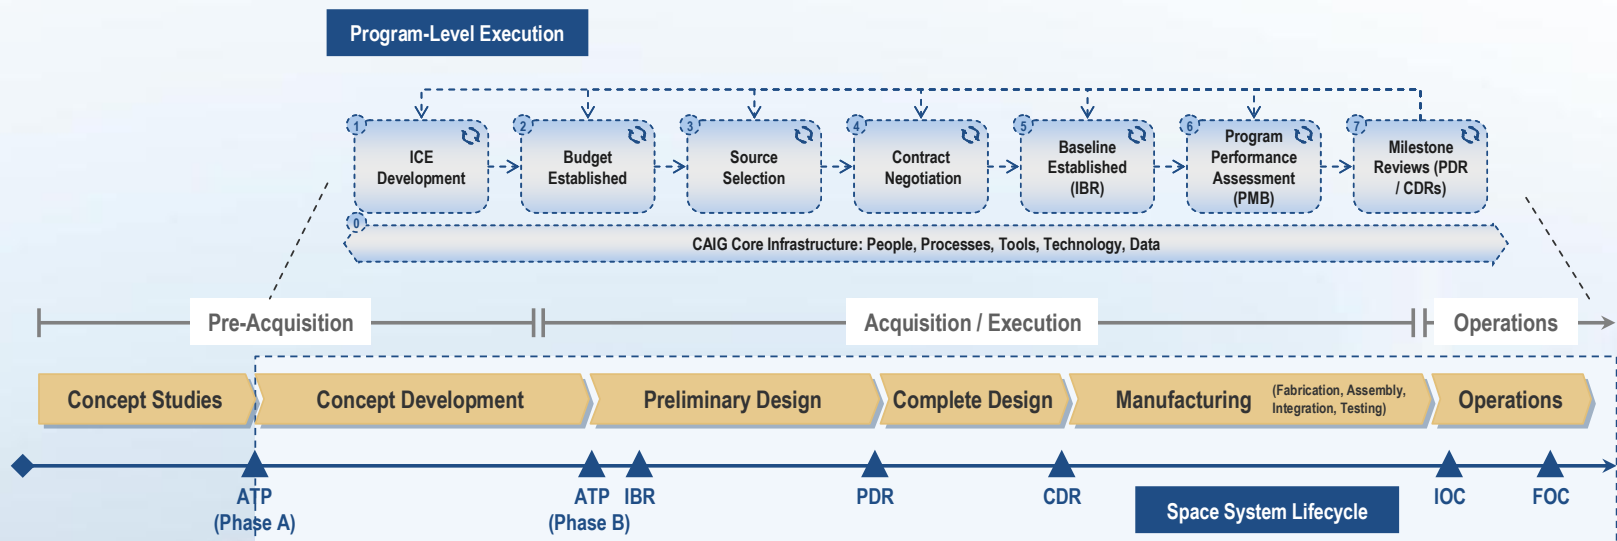 Program-Level Execution
1
ICE
Development
2
Budget
Established
3
Source
Selection
4
Contract
Negotiation
5
Baseline
Established
(IBR)
6
Program
Performance
Assessment
(PMB)
7
Milestone
Reviews (PDR
/ CDRs)
0
CAIG Core Infrastructure: People, Processes, Tools, Technology, Data
Pre-Acquisition
Acquisition / Execution
Operations
Concept Studies
Concept Development
Preliminary Design
Complete Design
Manufacturing
(Fabrication, Assembly,
Integration, Testing)
Operations
ATP
(Phase A)
ATP
(Phase B)
IBR
PDR
CDR
IOC
FOC
Space System Lifecycle